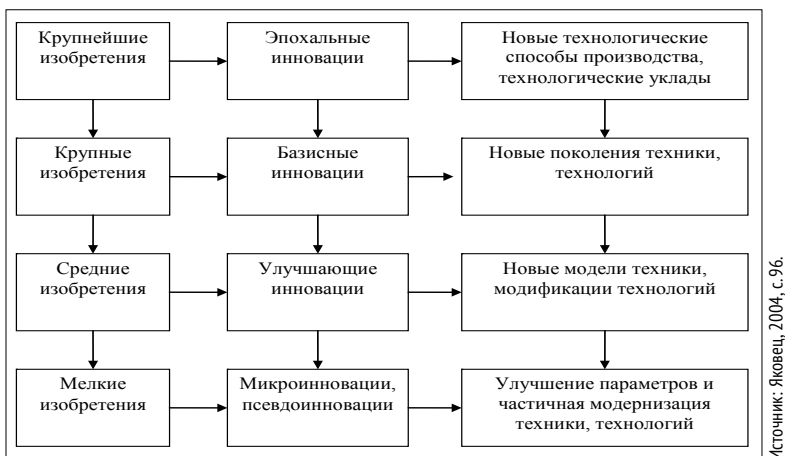 Крупнейшие
изобретения
Эпохальные
инновации
Новые технологические
способы производства,
технологические уклады
Крупные
изобретения
Базисные
инновации
Новые поколения техники,
технологий
Средние
изобретения
Улучшающие
инновации
Новые модели техники,
модификации технологий
Мелкие
изобретения
Микроинновации,
псевдоинновации
Улучшение параметров и
частичная модернизация
техники, технологий
Источник: Яковец, 2004, с.96.